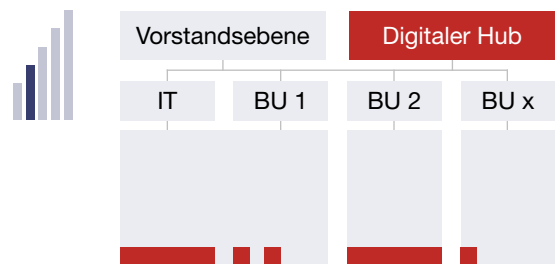 Vorstandsebene
Digitaler Hub
IT
BU 1
BU 2
BU x